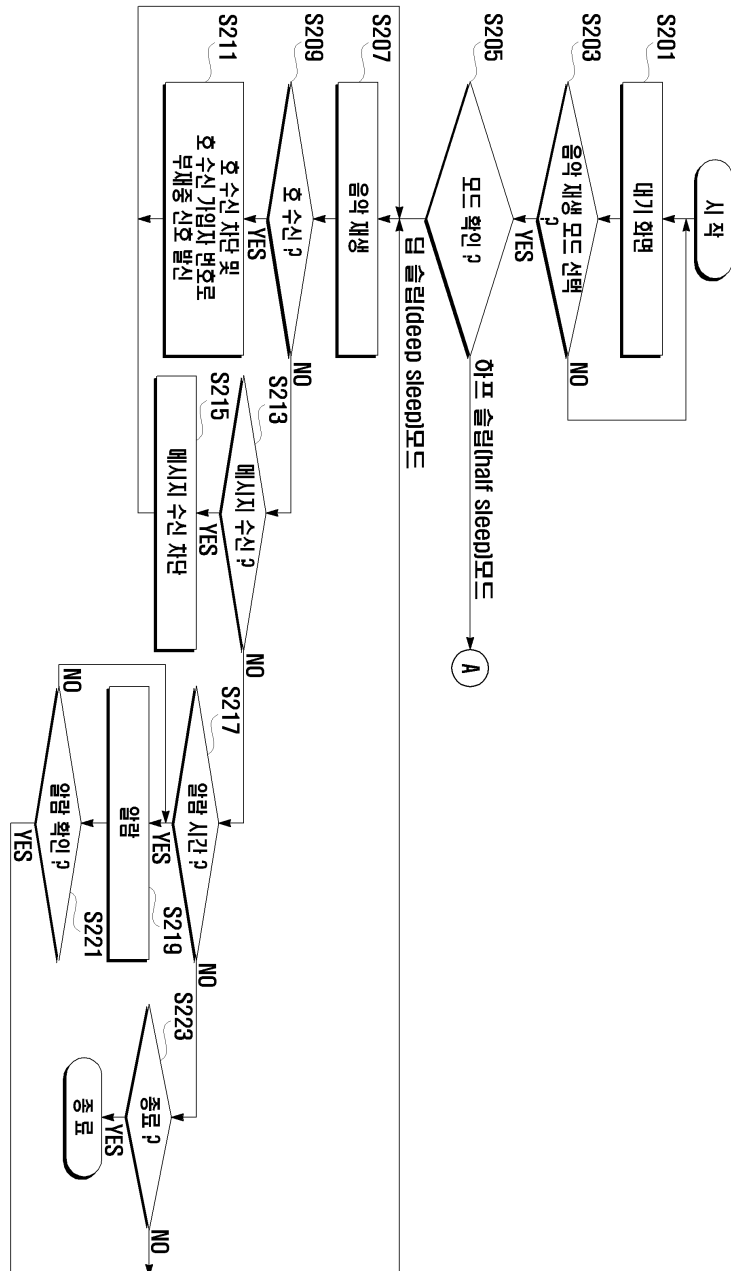 시 작
S201
대기 화면
S203
음악 재생 모드 선택
?
NO
YES
S205
모드 확인 ?
하프 슬립(half sleep)모드
A
딥 슬립(deep sleep)모드
S207
음악 재생
S209
호 수신 ?
NO
YES
S211
호 수신 차단 및
호 수신 가입자 번호로
부재중 신호 발신
S213
메시지 수신 ?
NO
YES
S215
메시지 수신 차단
S217
알람 시간 ?
NO
YES
S219
알람
S221
알람 확인 ?
NO
YES
S223
종료 ?
NO
YES
종 료